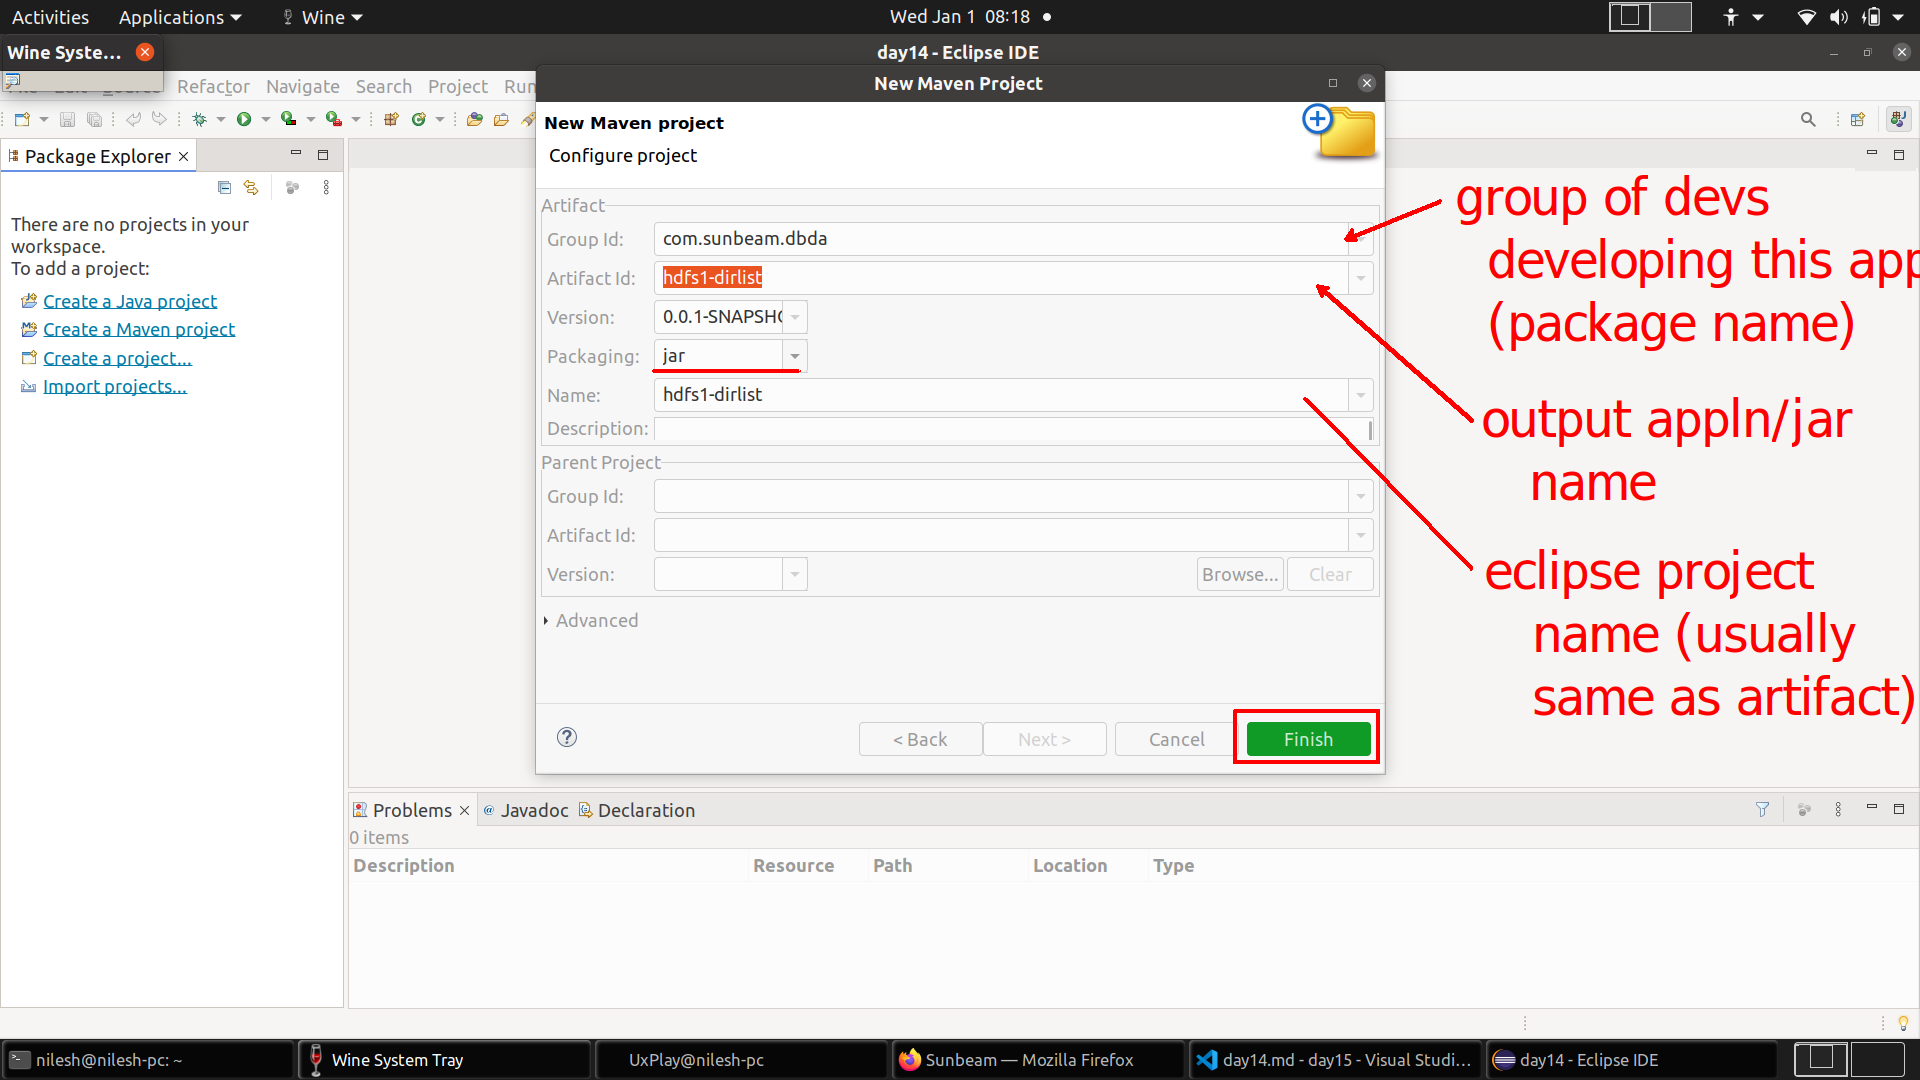 Activities Applications Wine Wed Jan 1 08:18
Wine Syste...
day14 - Eclipse IDE
Refactor Navigate Search Project Run
New Maven Project
New Maven project
Configure project
Package Explorer
There are no projects in your
workspace.
To add a project:
Create a Java project
Create a Maven project
Create a project...
Import projects...
Artifact
Group Id: com.sunbeam.dbda
Artifact Id: hdfs1-dirlist
Version: 0.0.1-SNAPSHO
Packaging: jar
Name: hdfs1-dirlist
Description:
Parent Project
Group Id:
Artifact Id:
Version: Browse... Clear
Advanced
< Back Next > Cancel Finish
group of devs
developing this app
(package name)
output appln/jar
name
eclipse project
name (usually
same as artifact)
Problems Javadoc Declaration
0 items
Description Resource Path Location Type
nilesh@nilesh-pc: ~ Wine System Tray UxPlay@nilesh-pc Sunbeam — Mozilla Firefox day14.md - day15 - Visual Studi... day14 - Eclipse IDE